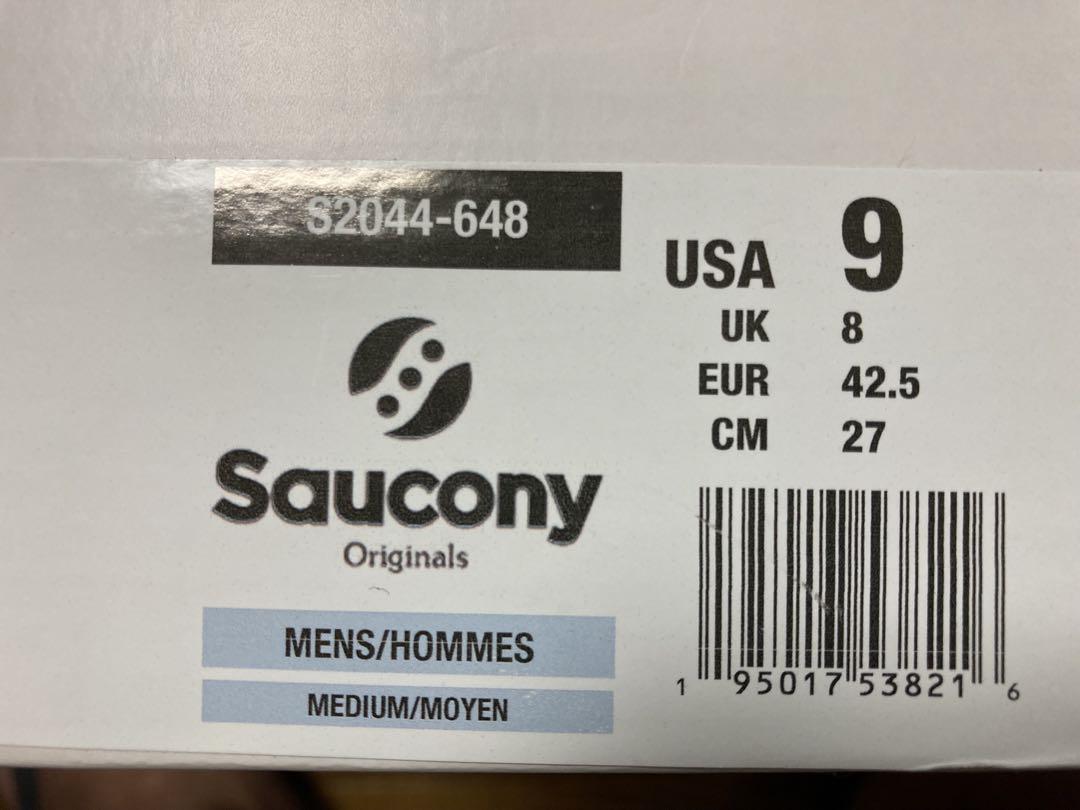 S2044-648
Saucony
Originals
MENS/HOMMES
MEDIUM/MOYEN
USA 9
UK 8
EUR 42.5
CM 27
1 95017 53821 6